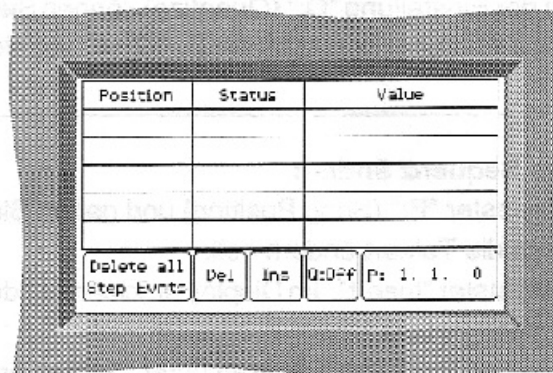 Position Status Value
Delete all
Step Evnts Del Ins Q:Off P: 1. 1. 0